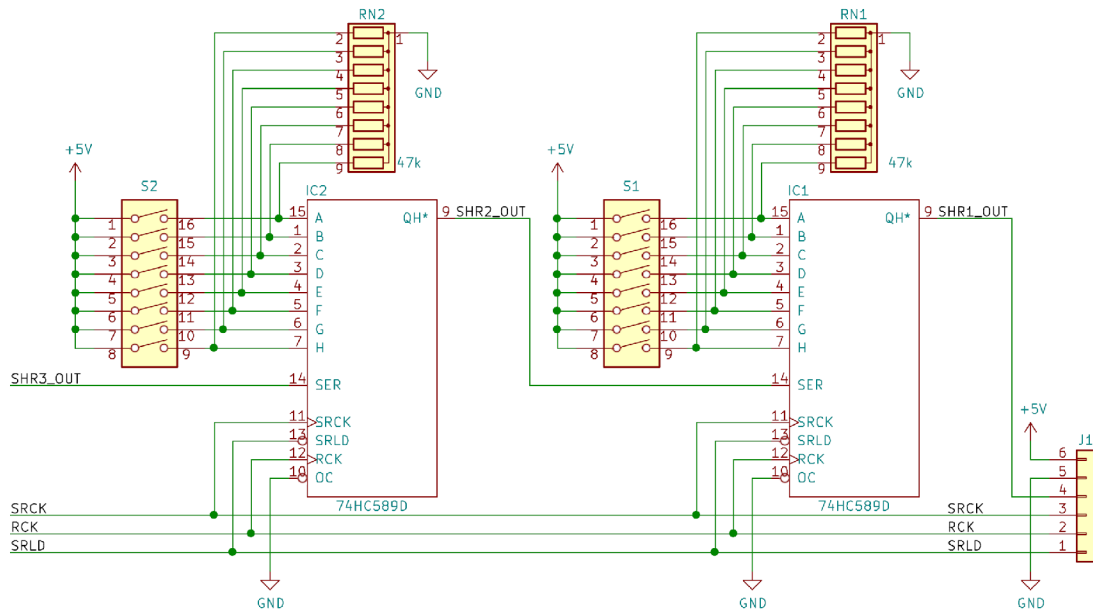 RN2
RN1
2 1
3
4
5
6
7
8
9
GND
47k
2 1
3
4
5
6
7
8
9
GND
47k
+5V
S2
IC2
+5V
S1
IC1
1 16 15 A QH* 9 SHR2_OUT
2 15 1 B
3 14 2 C
4 13 3 D
5 12 4 E
6 11 5 F
7 10 6 G
8 9 7 H
1 16 15 A QH* 9 SHR1_OUT
2 15 1 B
3 14 2 C
4 13 3 D
5 12 4 E
6 11 5 F
7 10 6 G
8 9 7 H
SHR3_OUT
14 SER
11 SRCK
13 SRLD
12 RCK
10 OC
74HC589D
14 SER
11 SRCK
13 SRLD
12 RCK
10 OC
74HC589D
+5V
J1
6
5
4
SRCK SRCK 3
RCK RCK 2
SRLD SRLD 1
GND GND GND